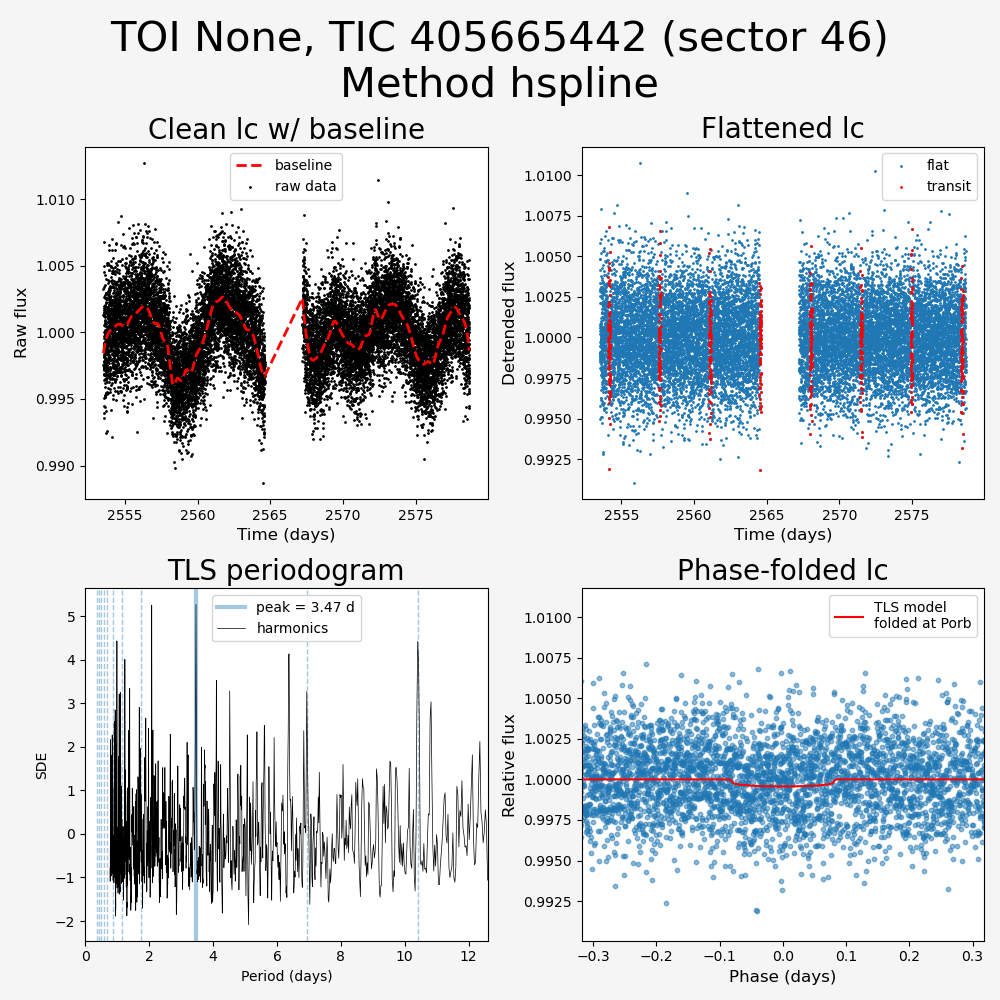 TOI None, TIC 405665442 (sector 46)
Method hspline
Clean lc w/ baseline
baseline
raw data
1.010
1.005
1.000
0.995
0.990
Raw flux
2555
2560
2565
2570
2575
Time (days)
Flattened lc
flat
transit
1.0100
1.0075
1.0050
1.0025
1.0000
0.9975
0.9950
0.9925
Detrended flux
2555
2560
2565
2570
2575
Time (days)
TLS periodogram
peak = 3.47 d
harmonics
5
4
3
2
1
0
−1
−2
SDE
0
2
4
6
8
10
12
Period (days)
Phase-folded lc
TLS model
folded at Porb
1.0100
1.0075
1.0050
1.0025
1.0000
0.9975
0.9950
0.9925
Relative flux
−0.3
−0.2
−0.1
0.0
0.1
0.2
0.3
Phase (days)